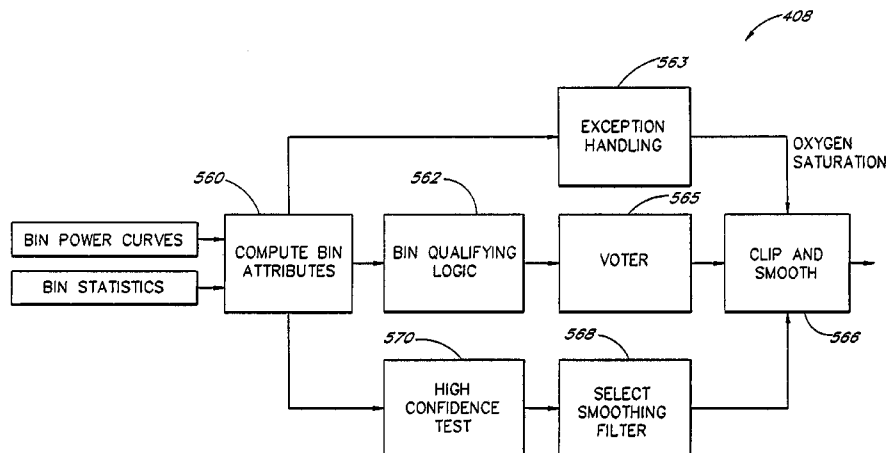 408
563
EXCEPTION
HANDLING
OXYGEN
SATURATION
560
562
565
BIN POWER CURVES
BIN STATISTICS
COMPUTE BIN
ATTRIBUTES
BIN QUALIFYING
LOGIC
VOTER
CLIP AND
SMOOTH
566
570
568
HIGH
CONFIDENCE
TEST
SELECT
SMOOTHING
FILTER